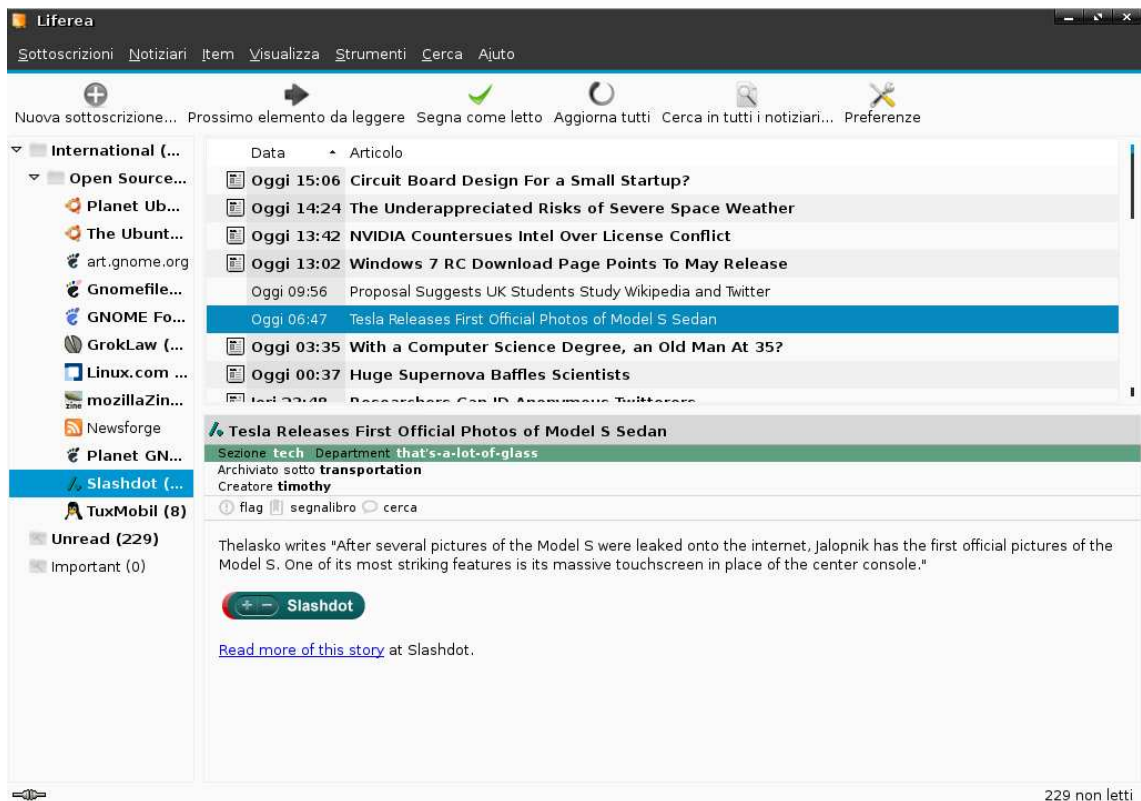 Liferea
Sottoscrizioni Notiziari Item Visualizza Strumenti Cerca Aiuto
Nuova sottoscrizione... Prossimo elemento da leggere Segna come letto Aggiorna tutti Cerca in tutti i notiziari... Preferenze
International (...
Open Source...
Planet Ub...
The Ubunt...
art.gnome.org
Gnomefile...
GNOME Fo...
GrokLaw (...
Linux.com ...
mozillaZin...
Newsforge
Planet GN...
Slashdot (...
TuxMobil (8)
Unread (229)
Important (0)
Data Articolo
Oggi 15:06 Circuit Board Design For a Small Startup?
Oggi 14:24 The Underappreciated Risks of Severe Space Weather
Oggi 13:42 NVIDIA Countersues Intel Over License Conflict
Oggi 13:02 Windows 7 RC Download Page Points To May Release
Oggi 09:56 Proposal Suggests UK Students Study Wikipedia and Twitter
Oggi 06:47 Tesla Releases First Official Photos of Model S Sedan
Oggi 03:35 With a Computer Science Degree, an Old Man At 35?
Oggi 00:37 Huge Supernova Baffles Scientists
Ieri 23:48 Researchers Can ID Anonymous Twitterers
Tesla Releases First Official Photos of Model S Sedan
Sezione tech Department that's-a-lot-of-glass
Archiviato sotto transportation
Creatore timothy
flag segnalibro cerca
Thelasko writes "After several pictures of the Model S were leaked onto the internet, Jalopnik has the first official pictures of the
Model S. One of its most striking features is its massive touchscreen in place of the center console."
Slashdot
Read more of this story at Slashdot.
229 non letti